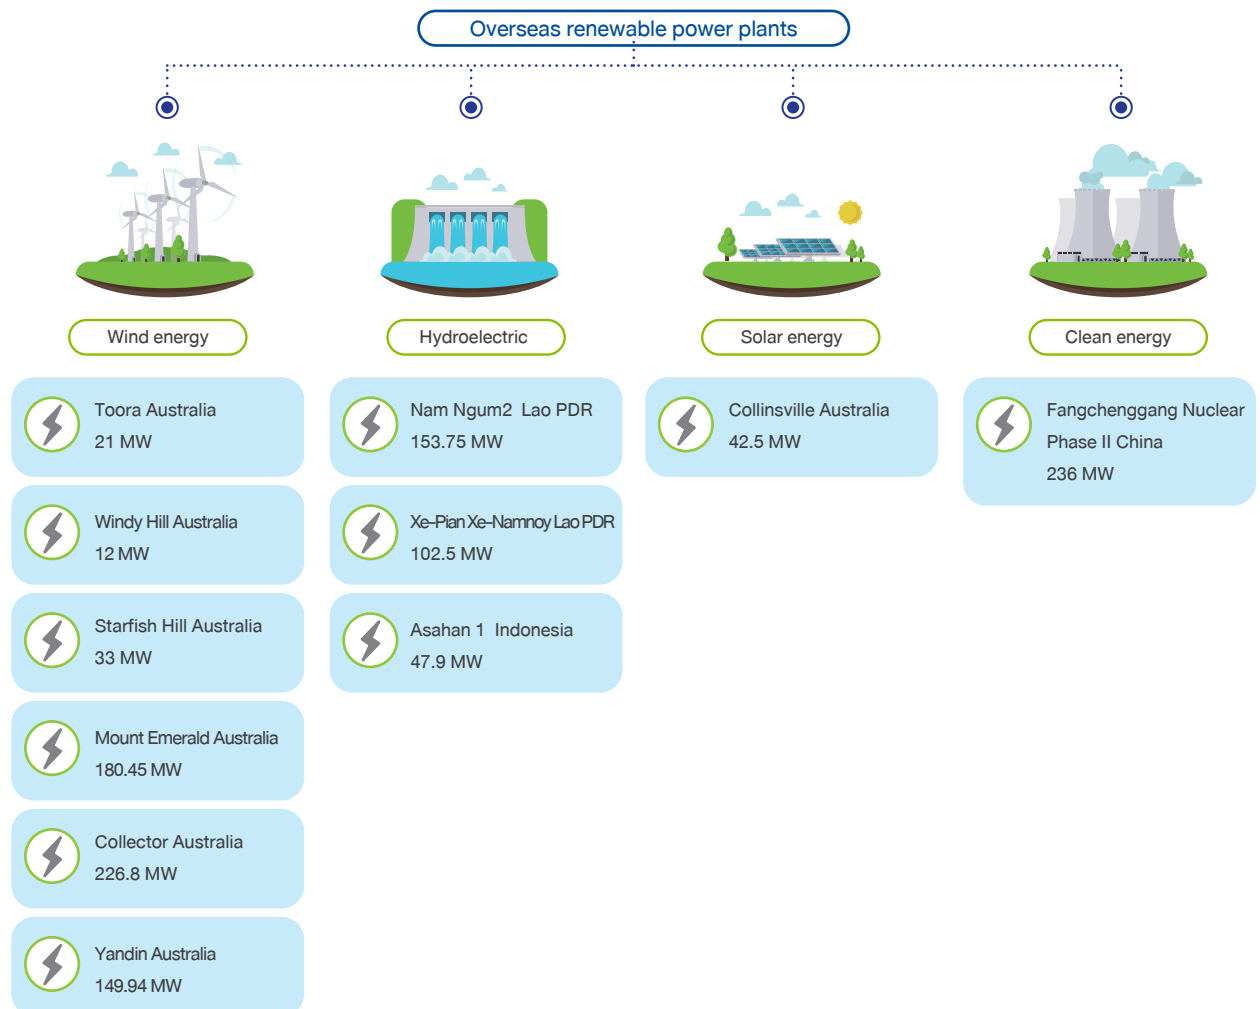 Overseas renewable power plants
Wind energy
Toora Australia
21 MW
Windy Hill Australia
12 MW
Starfish Hill Australia
33 MW
Mount Emerald Australia
180.45 MW
Collector Australia
226.8 MW
Yandin Australia
149.94 MW
Hydroelectric
Nam Ngum2 Lao PDR
153.75 MW
Xe-Pian Xe-Namnoy Lao PDR
102.5 MW
Asahan 1 Indonesia
47.9 MW
Solar energy
Collinsville Australia
42.5 MW
Clean energy
Fangchenggang Nuclear
Phase II China
236 MW